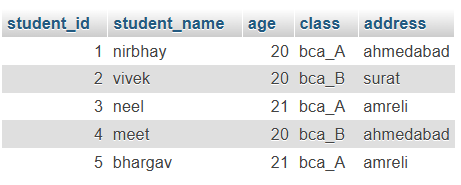 student_id student_name age class address
1 nirbhay 20 bca_A ahmedabad
2 vivek 20 bca_B surat
3 neel 21 bca_A amreli
4 meet 20 bca_B ahmedabad
5 bhargav 21 bca_A amreli